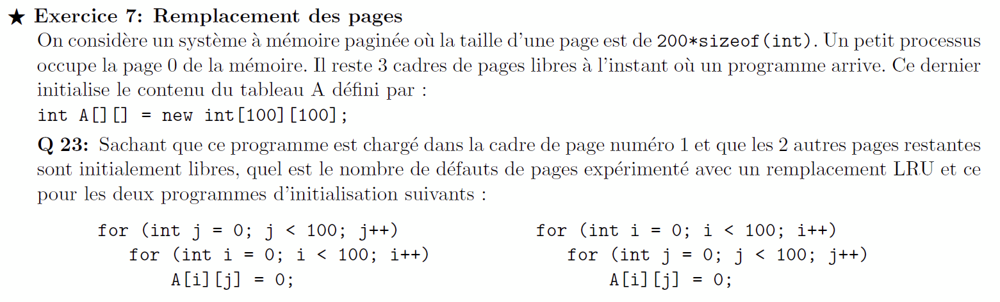 ★ Exercice 7: Remplacement des pages
On considère un système à mémoire paginée où la taille d'une page est de 200*sizeof(int). Un petit processus
occupe la page 0 de la mémoire. Il reste 3 cadres de pages libres à l'instant où un programme arrive. Ce dernier
initialise le contenu du tableau A défini par :
int A[][] = new int[100][100];
Q 23: Sachant que ce programme est chargé dans la cadre de page numéro 1 et que les 2 autres pages restantes
sont initialement libres, quel est le nombre de défauts de pages expérimenté avec un remplacement LRU et ce
pour les deux programmes d'initialisation suivants :
for (int j = 0; j < 100; j++)
for (int i = 0; i < 100; i++)
A[i][j] = 0;
for (int i = 0; i < 100; i++)
for (int j = 0; j < 100; j++)
A[i][j] = 0;